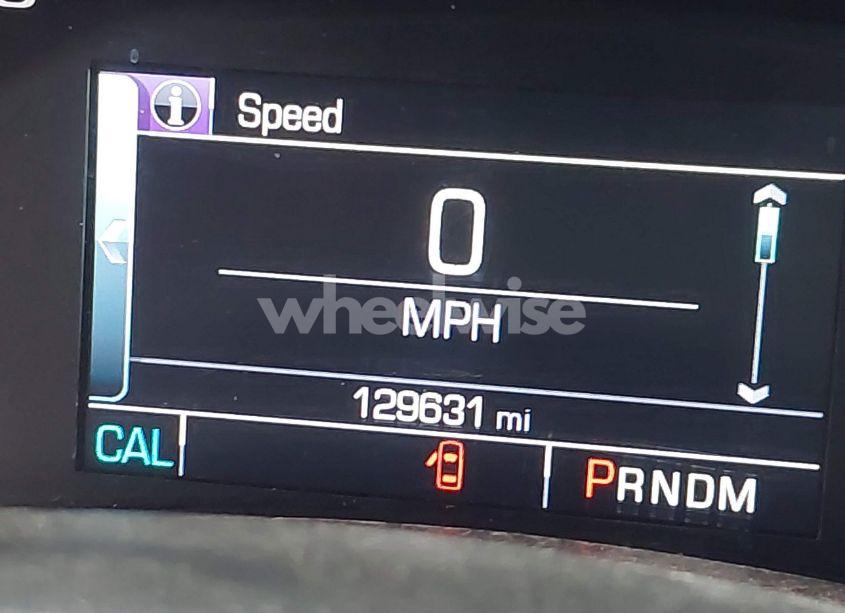 Speed
0
MPH
wheelwise
129631 mi
CAL
PRNDM